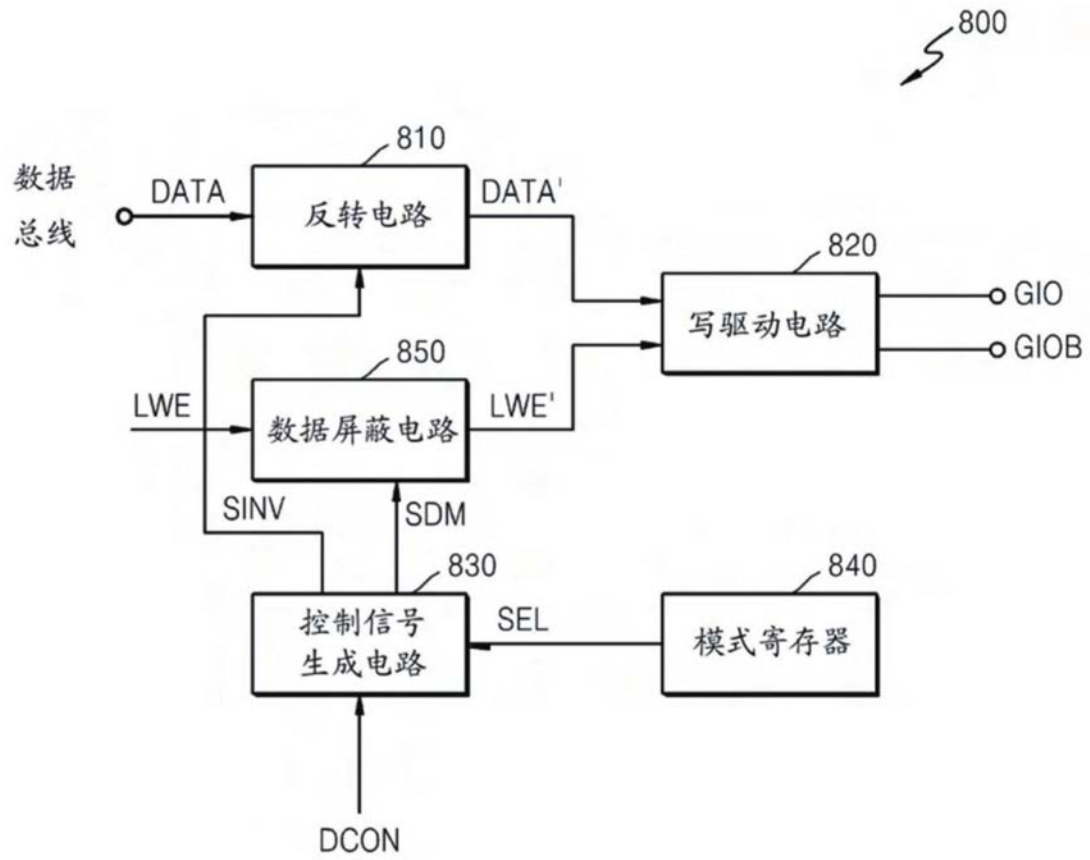 800
810
数据
总线
DATA
反转电路
DATA'
820
写驱动电路
GIO
GIOB
850
LWE
数据屏蔽电路
LWE'
SINV
SDM
830
控制信号
生成电路
SEL
840
模式寄存器
DCON